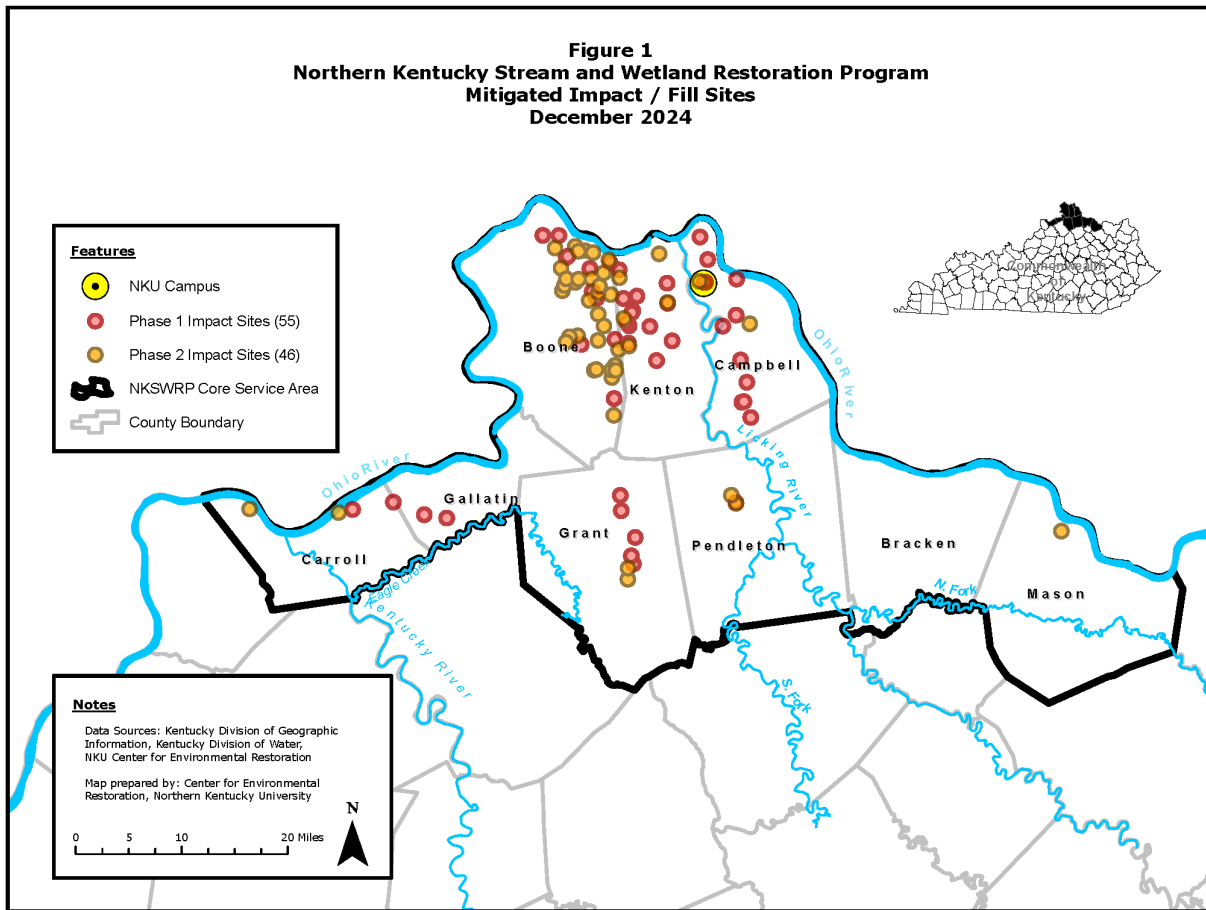 Figure 1
Northern Kentucky Stream and Wetland Restoration Program
Mitigated Impact / Fill Sites
December 2024
Features
NKU Campus
Phase 1 Impact Sites (55)
Phase 2 Impact Sites (46)
NKSWRP Core Service Area
County Boundary
Commonwealth
of
Kentucky
Boone
Kenton
Campbell
Ohio River
Licking River
Ohio River
Gallatin
Carroll
Eagle Creek
Kentucky River
Grant
Pendleton
Bracken
Mason
N. Fork
S. Fork
Notes
Data Sources: Kentucky Division of Geographic
Information, Kentucky Division of Water,
NKU Center for Environmental Restoration
Map prepared by: Center for Environmental
Restoration, Northern Kentucky University
N
0 5 10 20 Miles